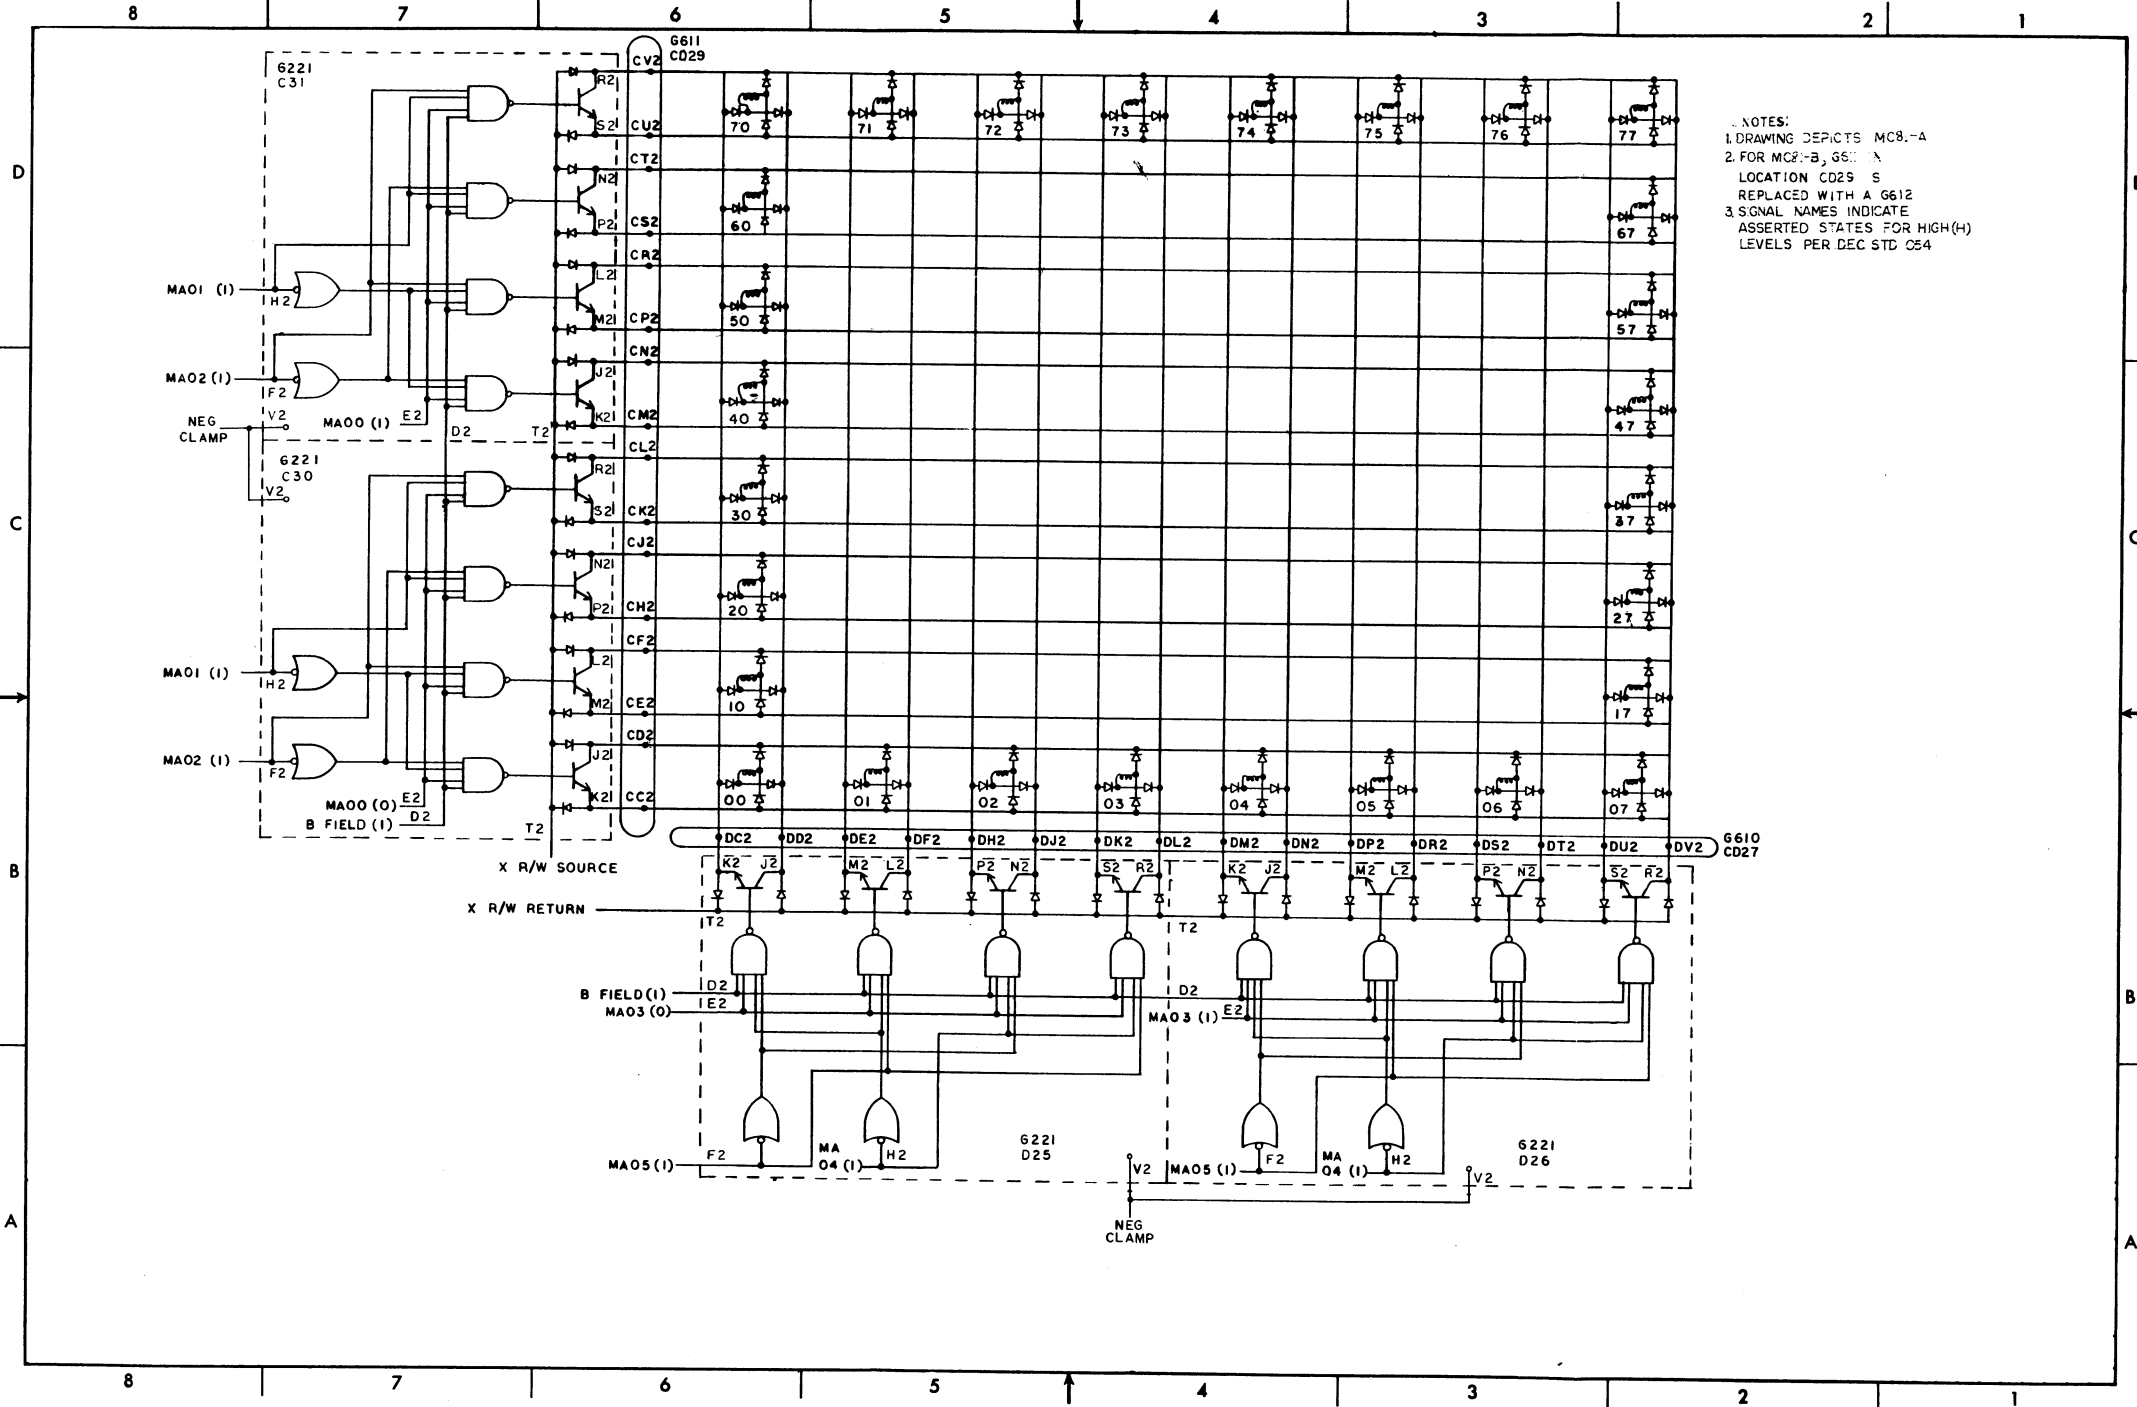 8 7 6 5 4 3 2 1
G611
CD29
G221
C31
R2
CV2
S2
CU2
70 71 72 73 74 75 76 77
NOTES:
1. DRAWING DEPICTS
2. FOR
LOCATION CD29
REPLACED WITH A G612
3. SIGNAL NAMES INDICATE
ASSERTED STATES FOR HIGH(H)
LEVELS PER DEC STD 054
D
CT2
N2
P2
CS2
60 67
CR2
L2
MA01 (1)
H2
M2
CP2
50 57
CN2
J2
MA02 (1)
F2
K2
CM2
40 47
V2
NEG
CLAMP
MA00 (1) E2
D2
T2
CL2
G221
C30
V2
R2
S2
CK2
30 37
C
C
CJ2
N2
P2
CH2
20 27
CF2
L2
MA01 (1)
H2
M2
CE2
10 17
CD2
J2
MA02 (1)
F2
K2
CC2
00 01 02 03 04 05 06 07
MA00 (0) E2
B FIELD (1) D2
T2
DC2 DD2 DE2 DF2 DH2 DJ2 DK2 DL2 DM2 DN2 DP2 DR2 DS2 DT2 DU2 DV2
G610
CD27
X R/W SOURCE
K2 J2 M2 L2 P2 N2 S2 R2 K2 J2 M2 L2 P2 N2 S2 R2
B
X R/W RETURN
T2
T2
B FIELD (1) D2
D2
B
MA03 (0) E2
MA03 (1) E2
G221
D25
G221
D26
MA05 (1) F2
MA
04 (1) H2
V2
MA05 (1) F2
MA
04 (1) H2
V2
NEG
CLAMP
A
A
8 7 6 5 4 3 2 1